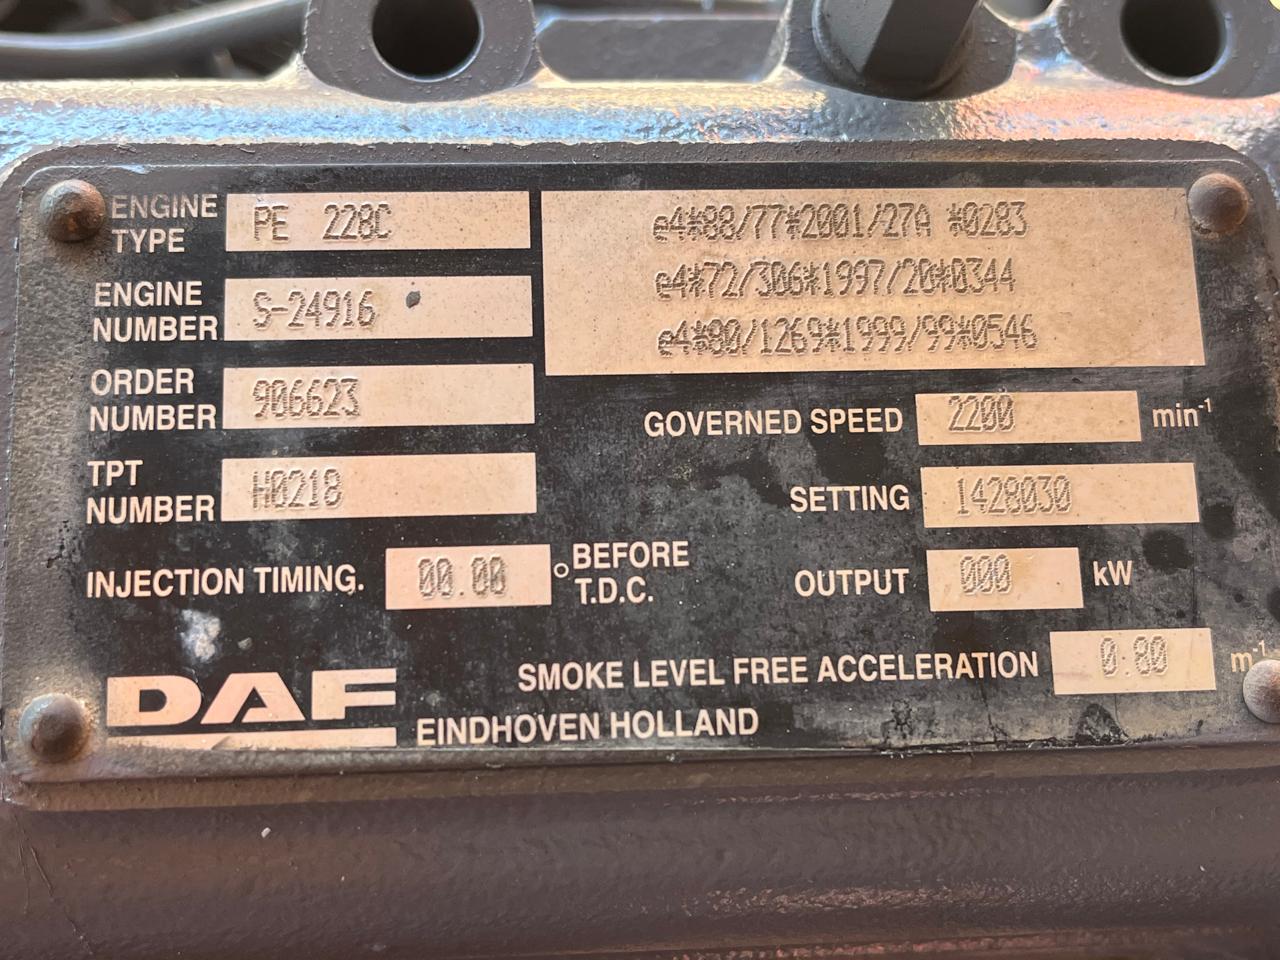 ENGINE TYPE PE 228C
ENGINE NUMBER S-24916
ORDER NUMBER 906623
TPT NUMBER H0218
INJECTION TIMING. 00.00 ° BEFORE T.D.C.
e4*88/77*2001/27A *0283
e4*72/306*1997/20*0344
e4*80/1269*1999/99*0546
GOVERNED SPEED 2200 min-1
SETTING 1428030
OUTPUT 000 kW
SMOKE LEVEL FREE ACCELERATION 0.80 m-1
DAF
EINDHOVEN HOLLAND